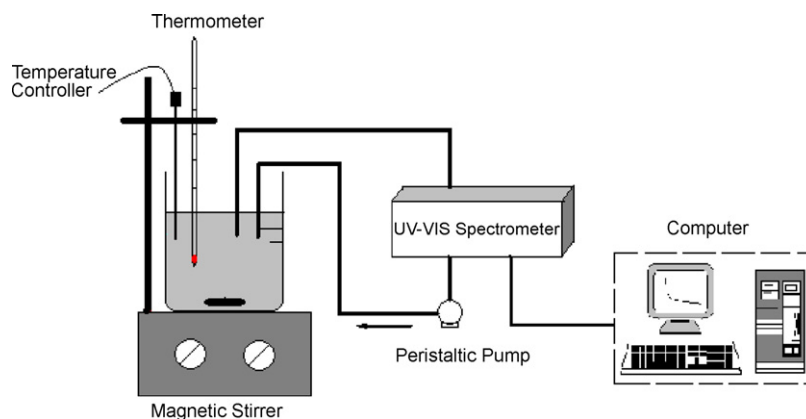 Thermometer
Temperature
Controller
UV-VIS Spectrometer
Computer
Peristaltic Pump
Magnetic Stirrer